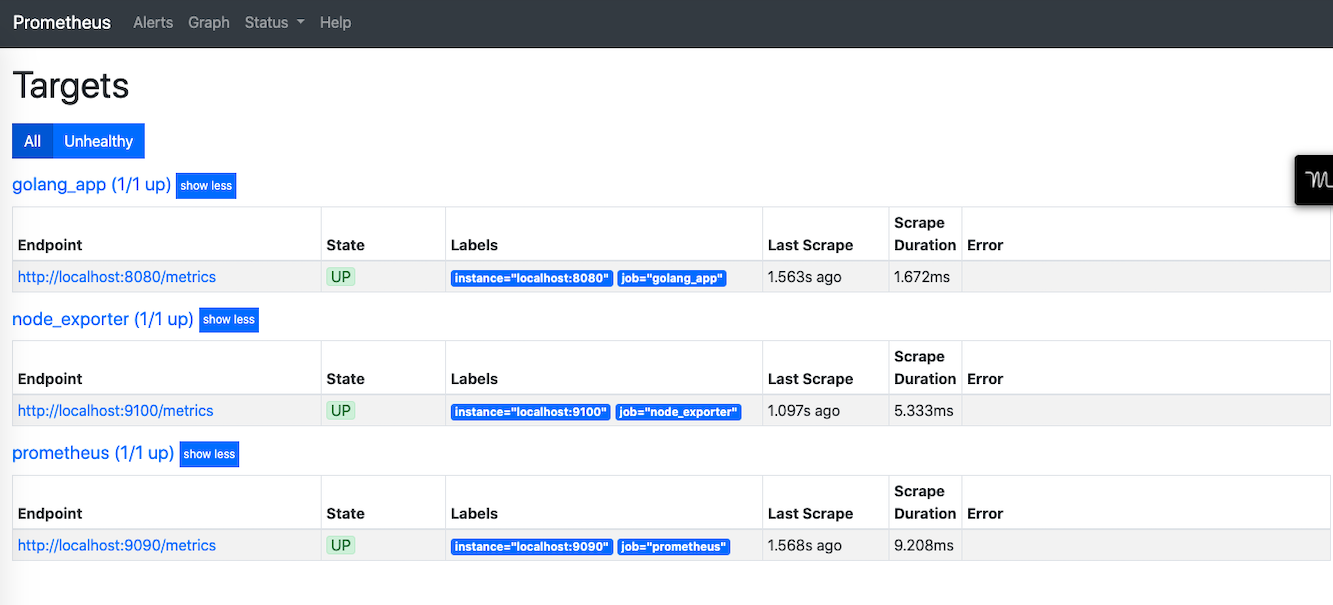 Prometheus Alerts Graph Status Help
Targets
All Unhealthy
golang_app (1/1 up) show less
Endpoint State Labels Last Scrape Scrape Duration Error
http://localhost:8080/metrics UP instance="localhost:8080" job="golang_app" 1.563s ago 1.672ms
node_exporter (1/1 up) show less
Endpoint State Labels Last Scrape Scrape Duration Error
http://localhost:9100/metrics UP instance="localhost:9100" job="node_exporter" 1.097s ago 5.333ms
prometheus (1/1 up) show less
Endpoint State Labels Last Scrape Scrape Duration Error
http://localhost:9090/metrics UP instance="localhost:9090" job="prometheus" 1.568s ago 9.208ms